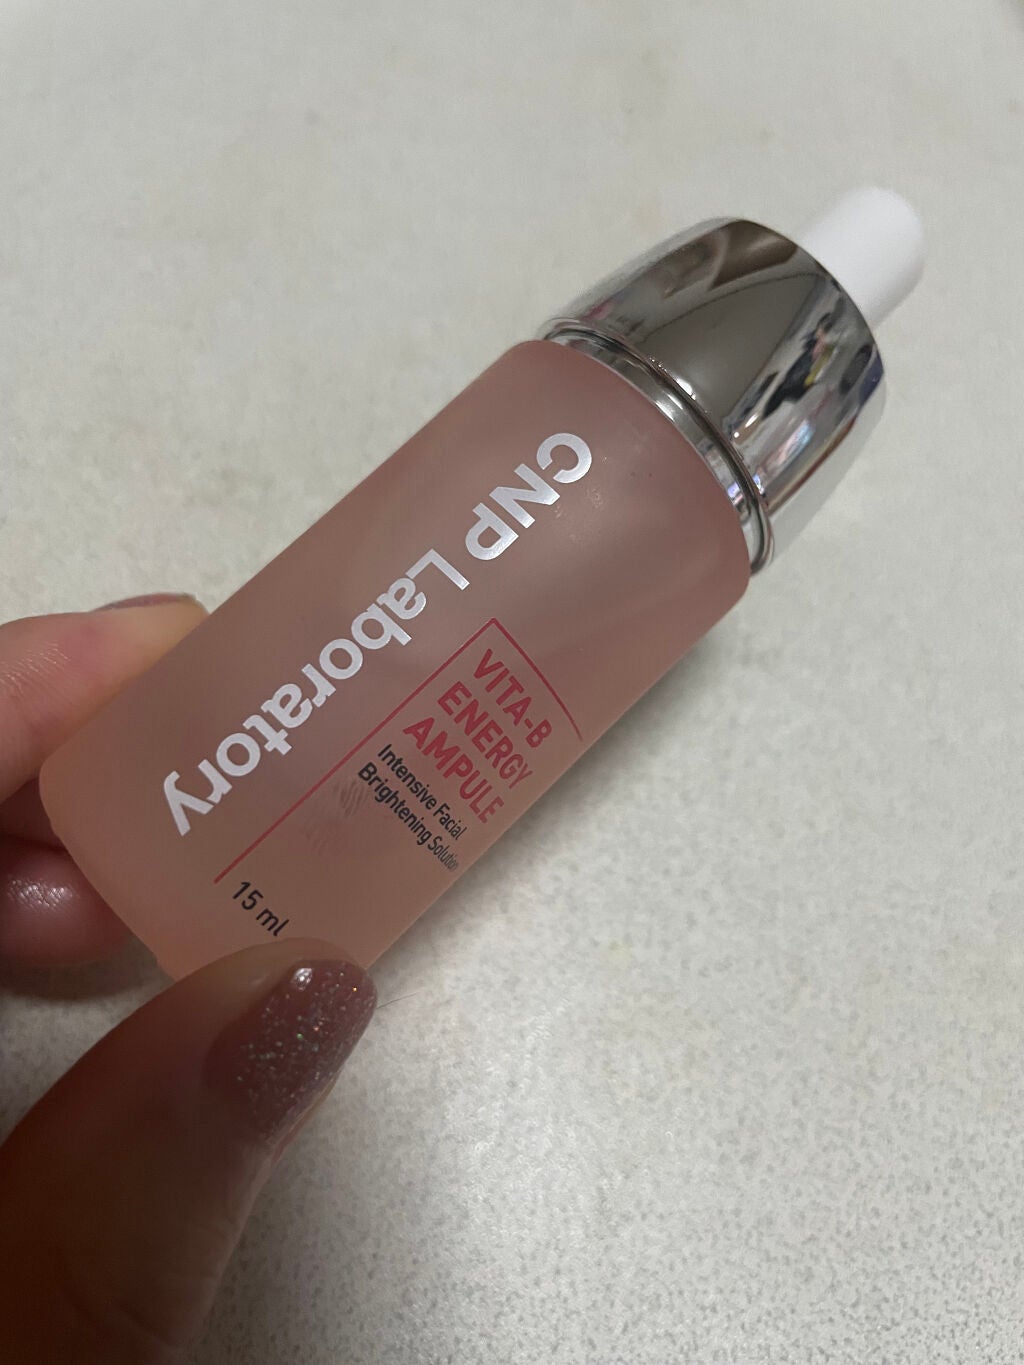 CNP Laboratory
VITA-B
ENERGY
AMPULE
Intensive Facial
Brightening Solution
15 ml